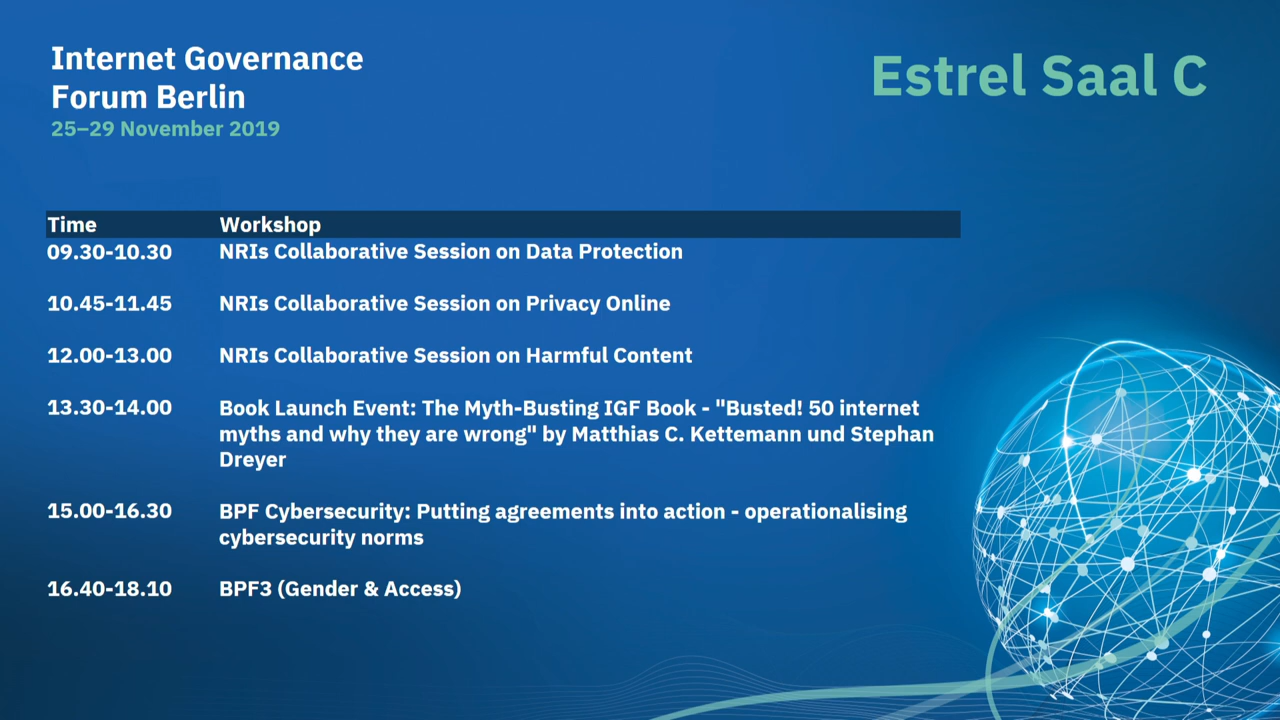 Internet Governance
Forum Berlin
25–29 November 2019
Estrel Saal C
Time Workshop
09.30-10.30 NRIs Collaborative Session on Data Protection
10.45-11.45 NRIs Collaborative Session on Privacy Online
12.00-13.00 NRIs Collaborative Session on Harmful Content
13.30-14.00 Book Launch Event: The Myth-Busting IGF Book - "Busted! 50 internet
myths and why they are wrong" by Matthias C. Kettemann und Stephan
Dreyer
15.00-16.30 BPF Cybersecurity: Putting agreements into action - operationalising
cybersecurity norms
16.40-18.10 BPF3 (Gender & Access)